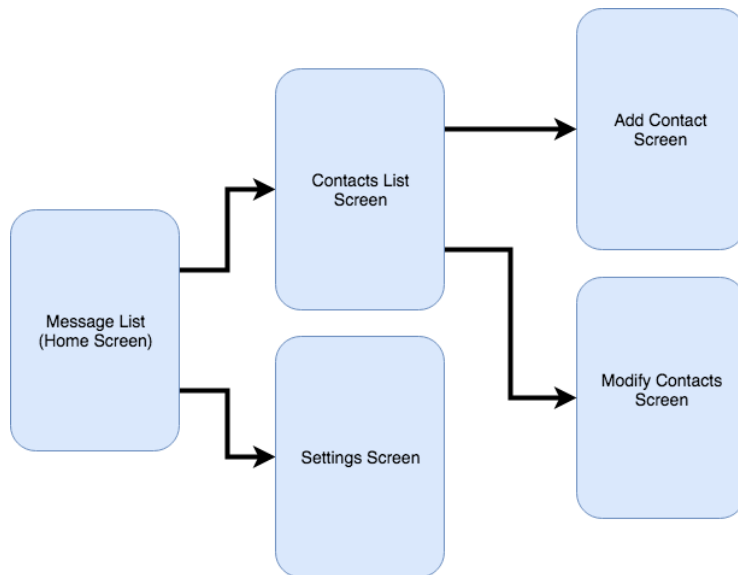 Message List
(Home Screen)
Contacts List
Screen
Settings Screen
Add Contact
Screen
Modify Contacts
Screen